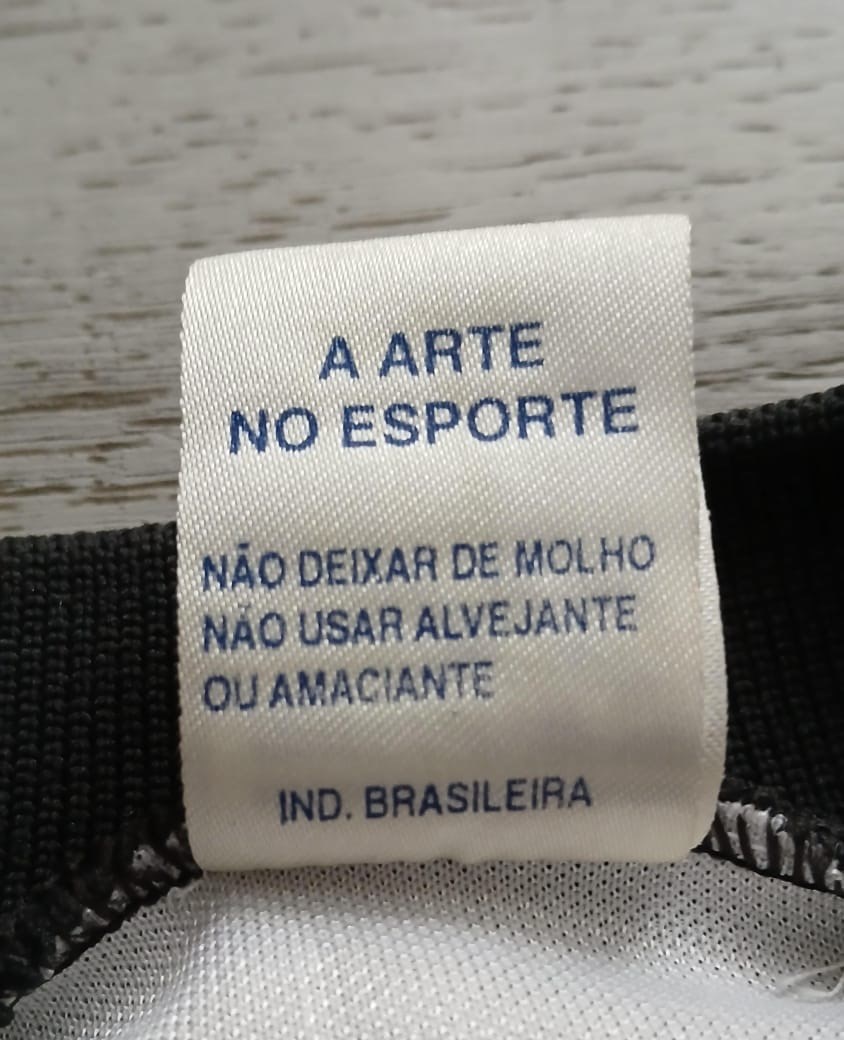 A ARTE
NO ESPORTE
NÃO DEIXAR DE MOLHO
NÃO USAR ALVEJANTE
OU AMACIANTE
IND. BRASILEIRA